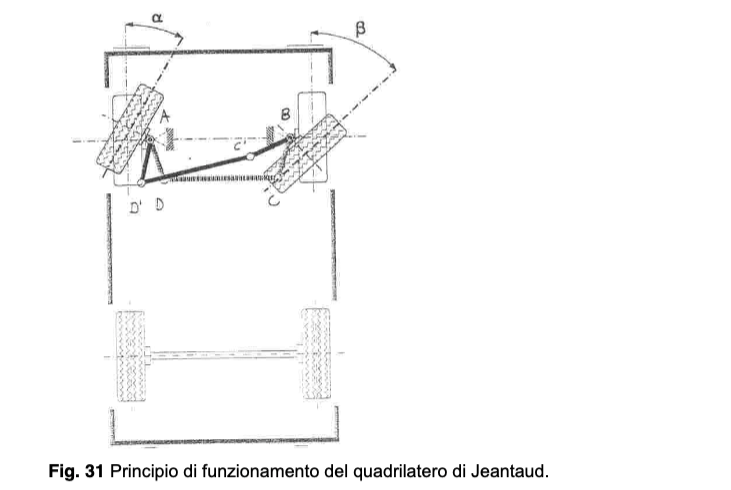 α
β
A
B
C'
D'
D
C
Fig. 31 Principio di funzionamento del quadrilatero di Jeantaud.